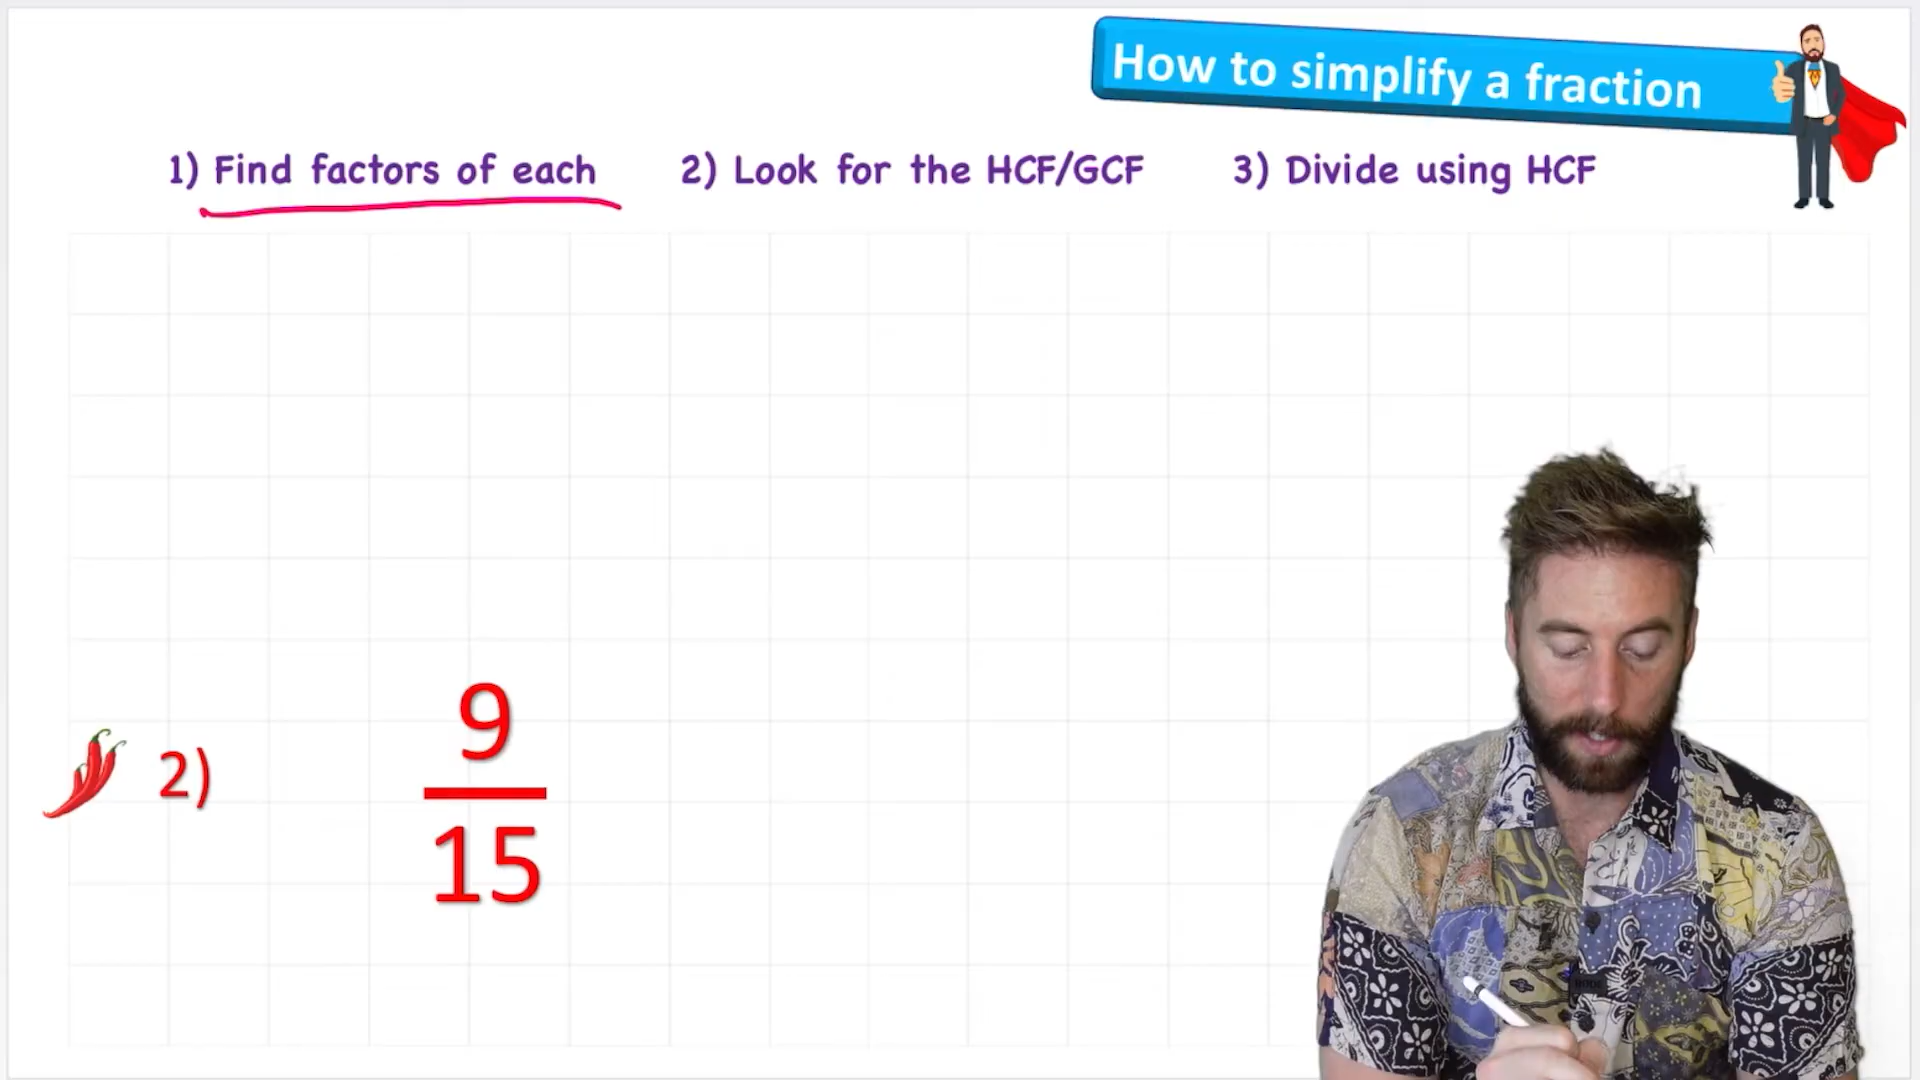 How to simplify a fraction
1) Find factors of each 2) Look for the HCF/GCF 3) Divide using HCF
2)
9
15